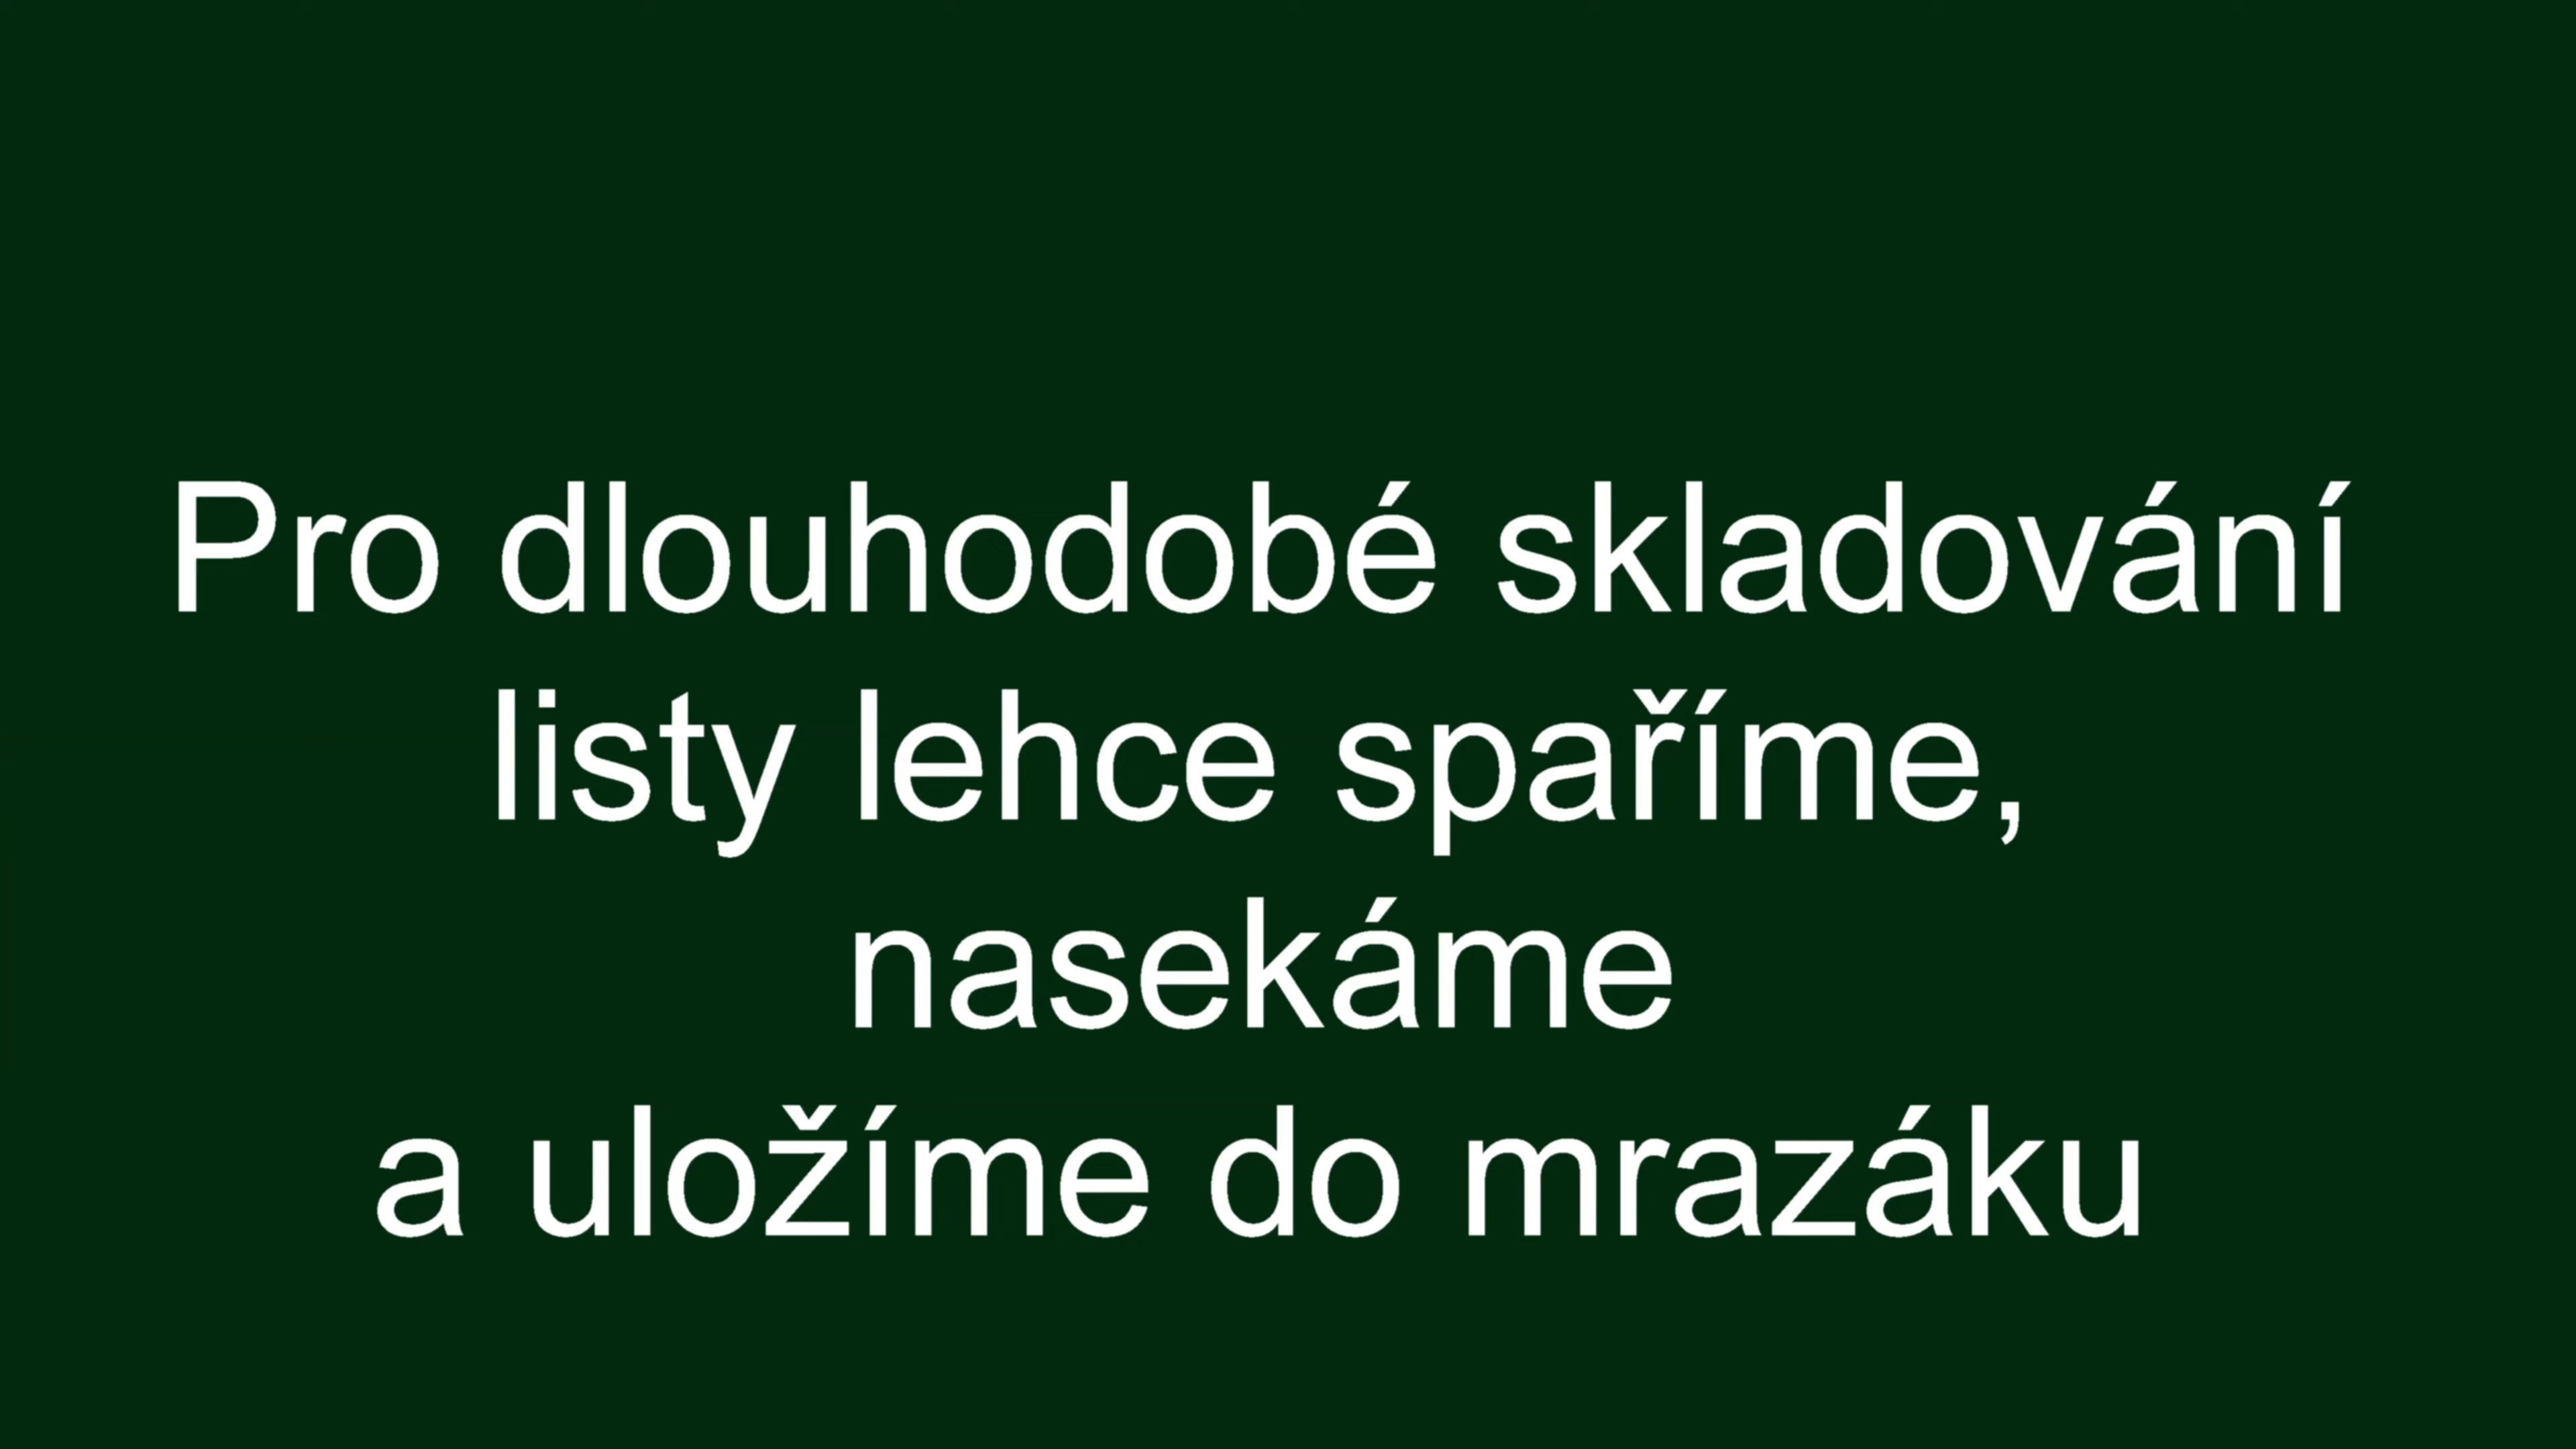 Pro dlouhodobé skladování
listy lehce spaříme,
nasekáme
a uložíme do mrazáku